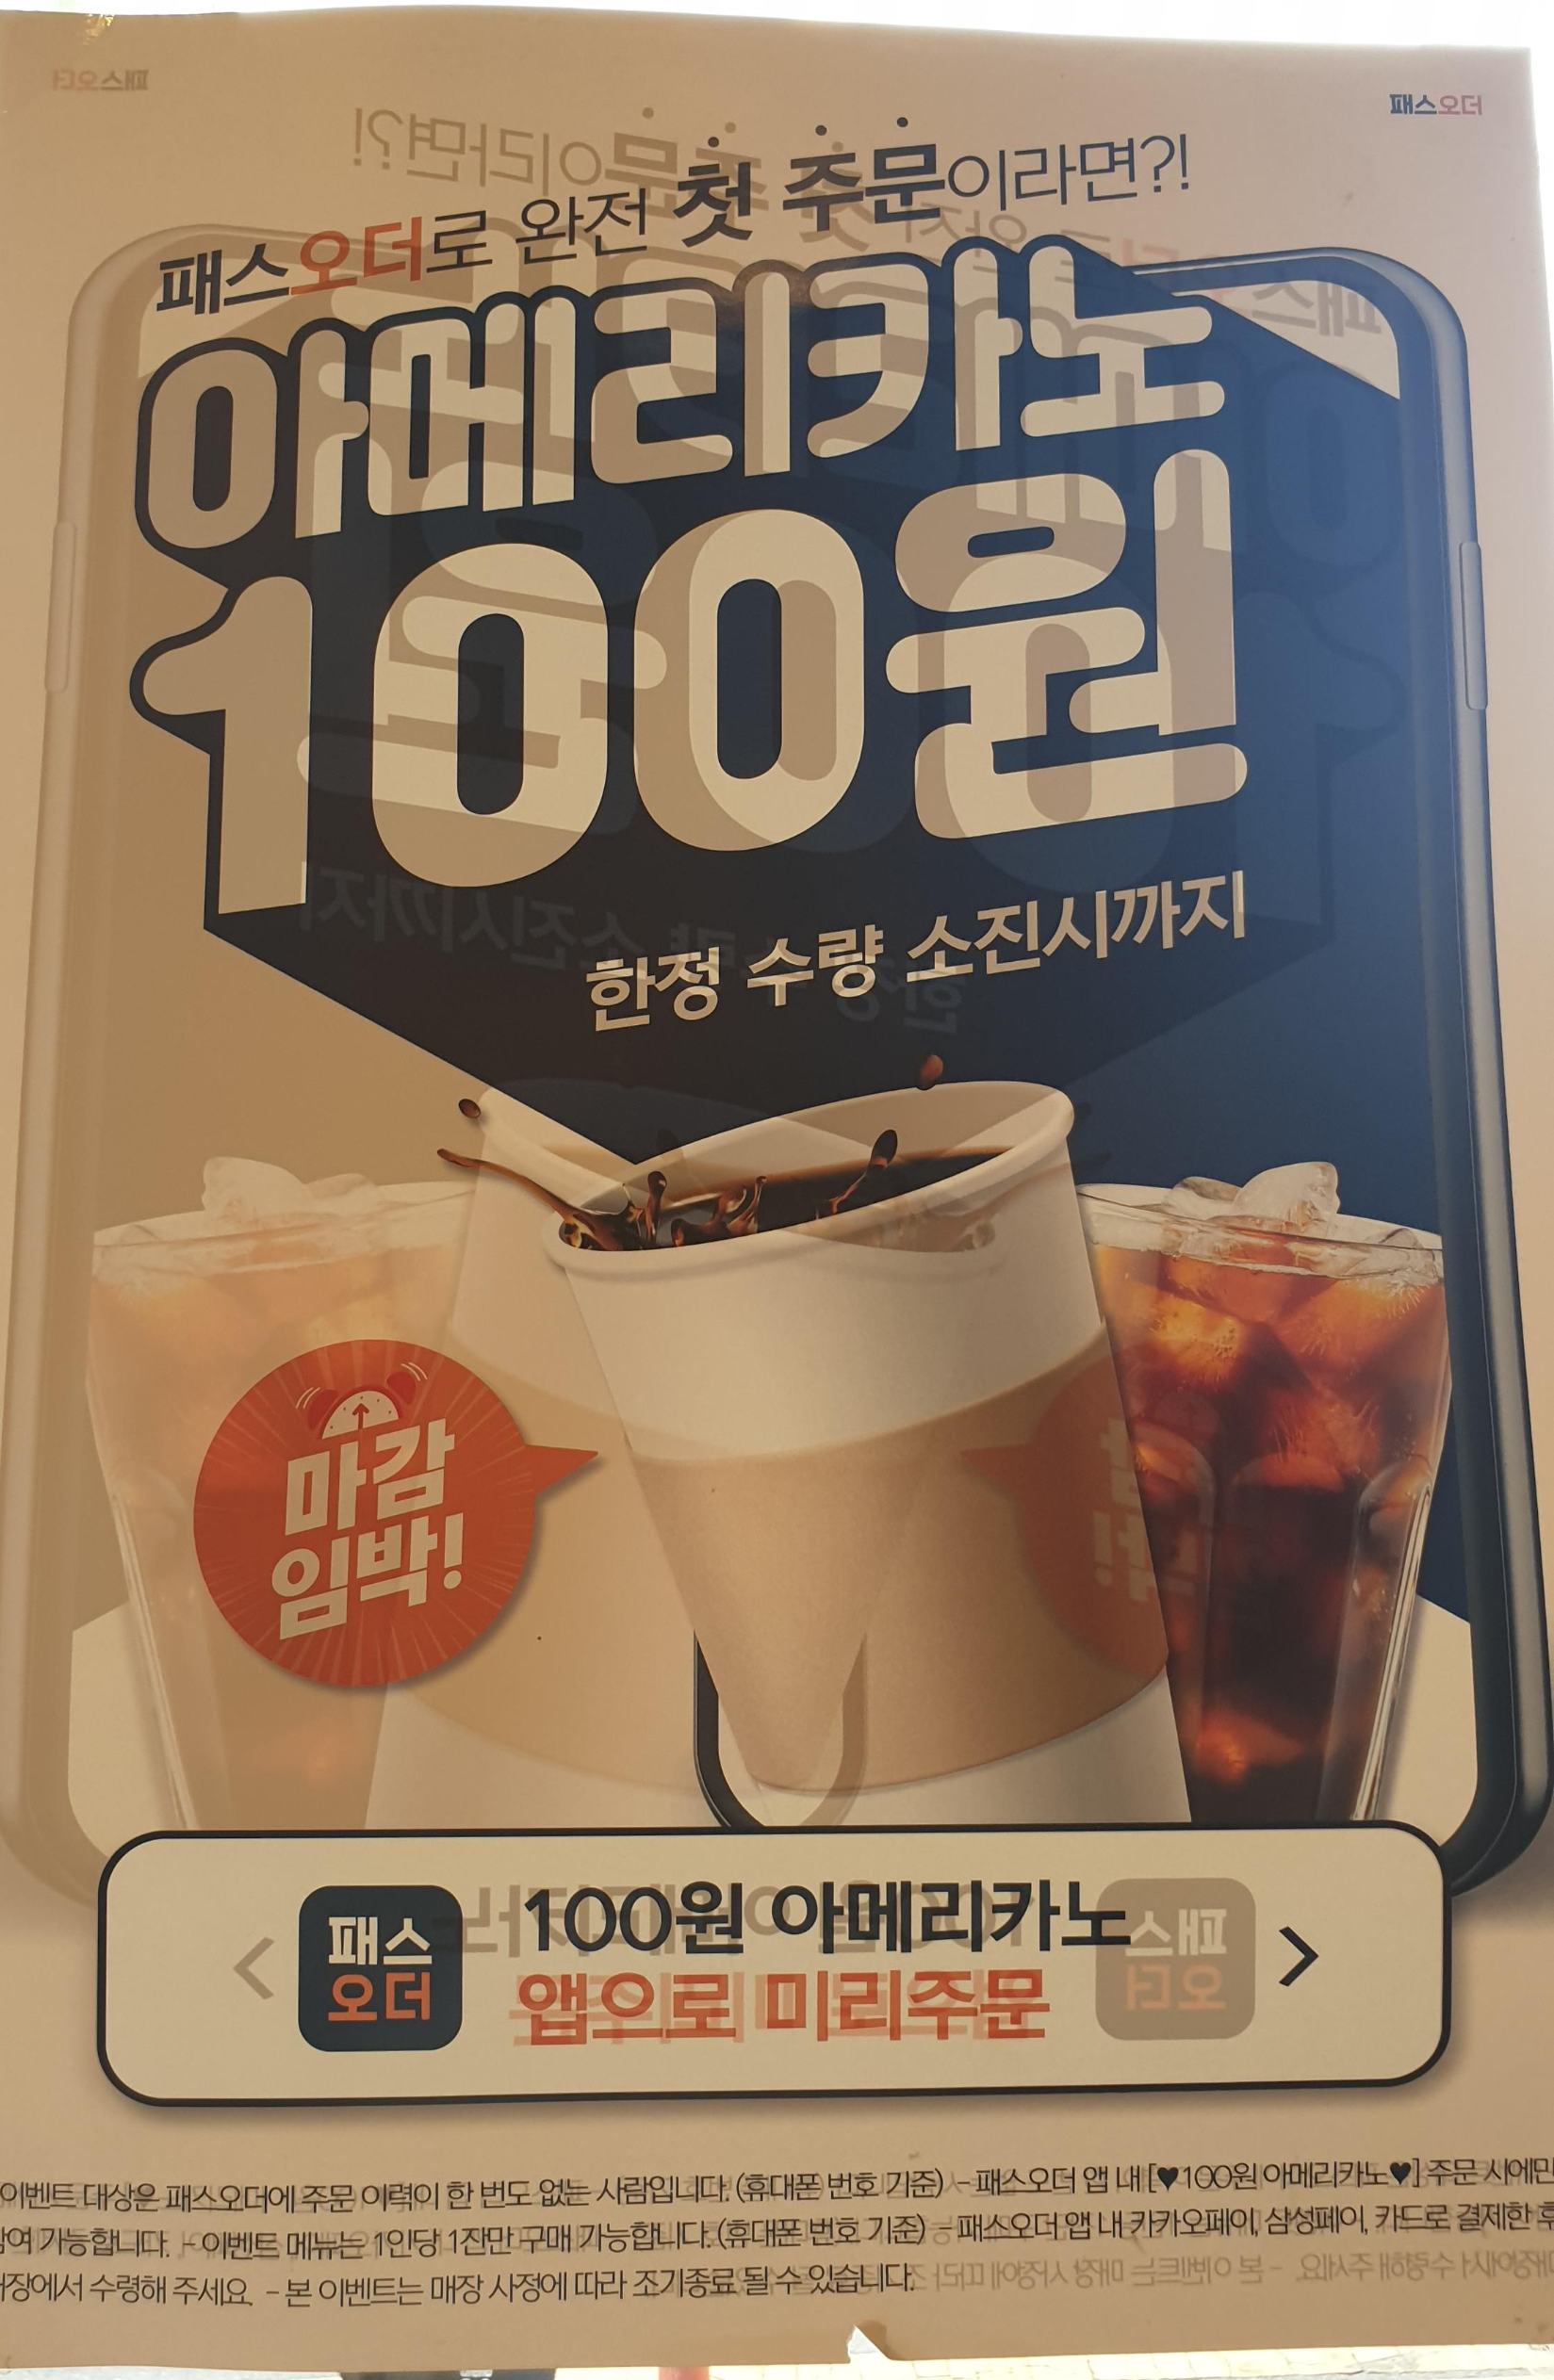 패스오더
패스오더로 완전 첫 주문이라면?!
아메리카노
100원
한정 수량 소진시까지
마감
임박!
패스
오더
100원 아메리카노
앱으로 미리주문
이벤트 대상은 패스오더에 주문 이력이 한 번도 없는 사람입니다. (휴대폰 번호 기준) - 패스오더 앱 내 [♥100원 아메리카노♥] 주문 시에만
참여 가능합니다. - 이벤트 메뉴는 1인당 1잔만 구매 가능합니다. (휴대폰 번호 기준) - 패스오더 앱 내 카카오페이, 삼성페이, 카드로 결제한 후
매장에서 수령해 주세요. - 본 이벤트는 매장 사정에 따라 조기종료 될 수 있습니다.